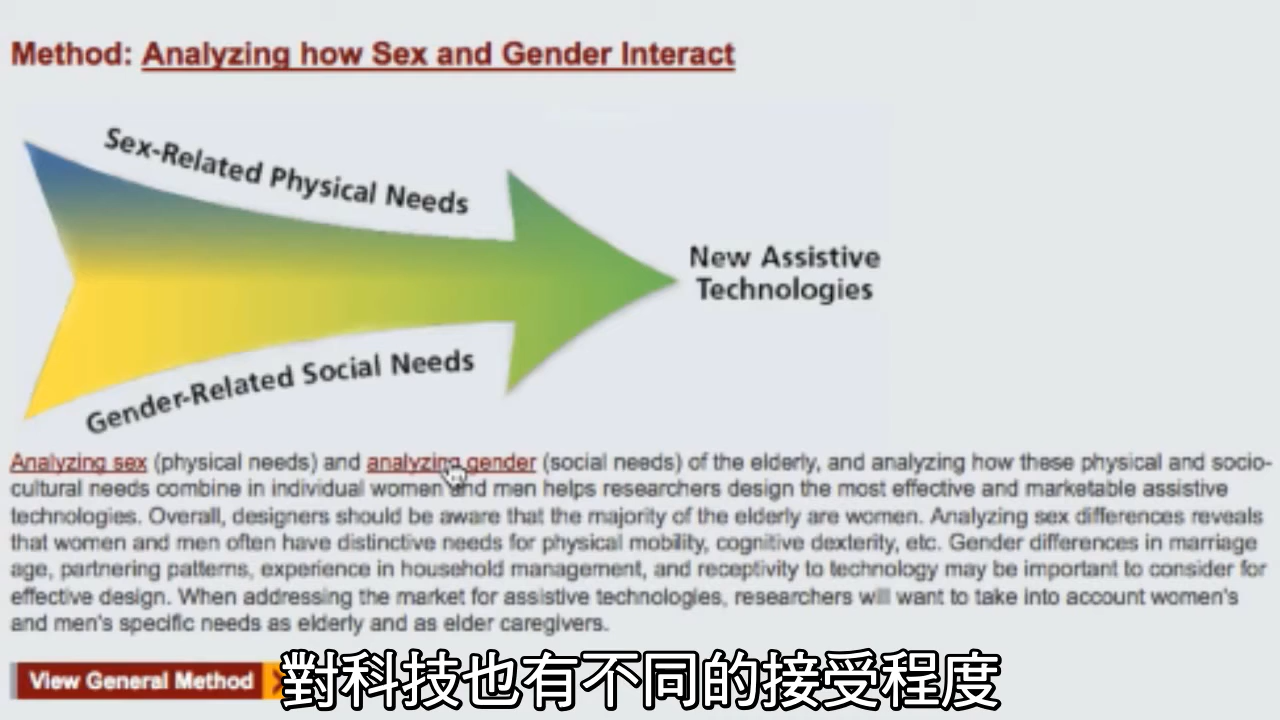 Method: Analyzing how Sex and Gender Interact
Sex-Related Physical Needs
New Assistive
Technologies
Gender-Related Social Needs
Analyzing sex (physical needs) and analyzing gender (social needs) of the elderly, and analyzing how these physical and socio-
cultural needs combine in individual women and men helps researchers design the most effective and marketable assistive
technologies. Overall, designers should be aware that the majority of the elderly are women. Analyzing sex differences reveals
that women and men often have distinctive needs for physical mobility, cognitive dexterity, etc. Gender differences in marriage
age, partnering patterns, experience in household management, and receptivity to technology may be important to consider for
effective design. When addressing the market for assistive technologies, researchers will want to take into account women's
and men's specific needs as elderly and as elder caregivers.
View General Method
對科技也有不同的接受程度